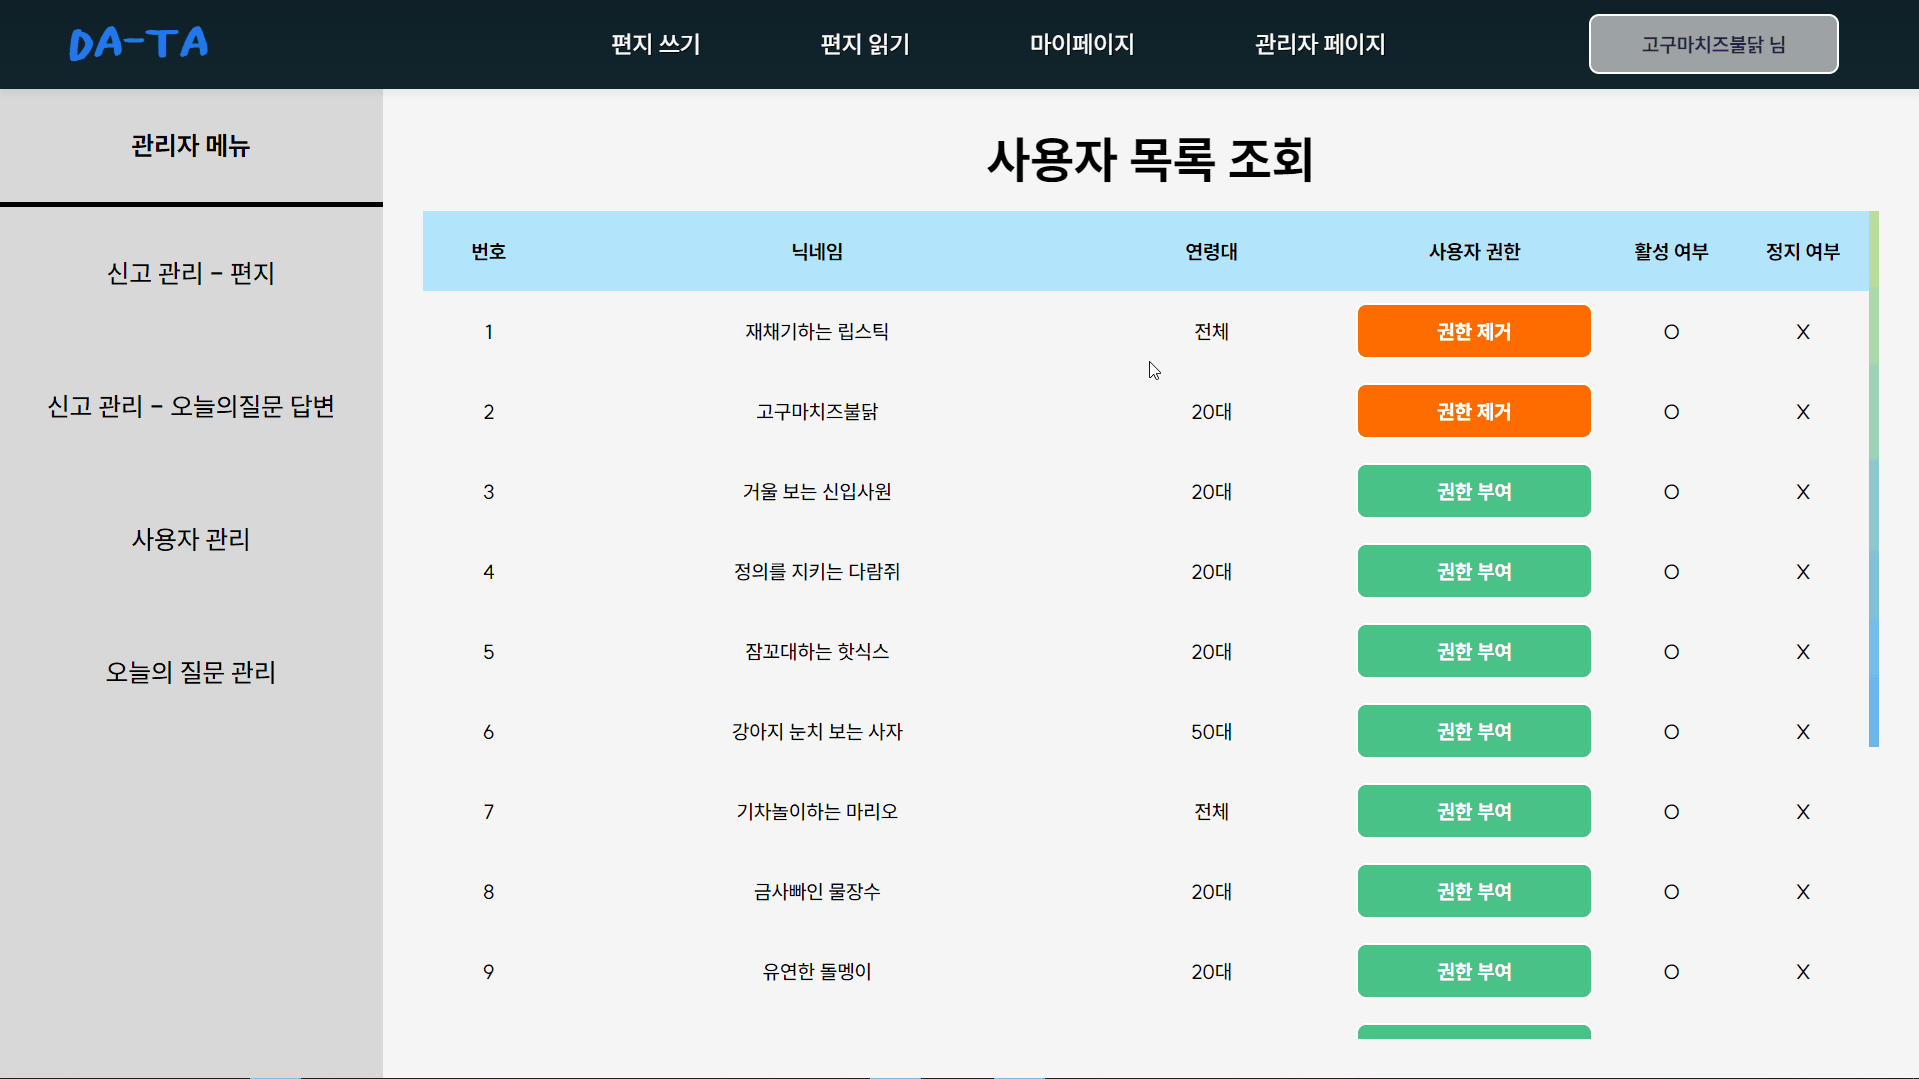 DA-TA
편지 쓰기
편지 읽기
마이페이지
관리자 페이지
고구마치즈불닭 님
관리자 메뉴
신고 관리 - 편지
신고 관리 - 오늘의질문 답변
사용자 관리
오늘의 질문 관리
사용자 목록 조회
번호 닉네임 연령대 사용자 권한 활성 여부 정지 여부
1 재채기하는 립스틱 전체 권한 제거 O X
2 고구마치즈불닭 20대 권한 제거 O X
3 거울 보는 신입사원 20대 권한 부여 O X
4 정의를 지키는 다람쥐 20대 권한 부여 O X
5 잠꼬대하는 핫식스 20대 권한 부여 O X
6 강아지 눈치 보는 사자 50대 권한 부여 O X
7 기차놀이하는 마리오 전체 권한 부여 O X
8 금사빠인 물장수 20대 권한 부여 O X
9 유연한 돌멩이 20대 권한 부여 O X